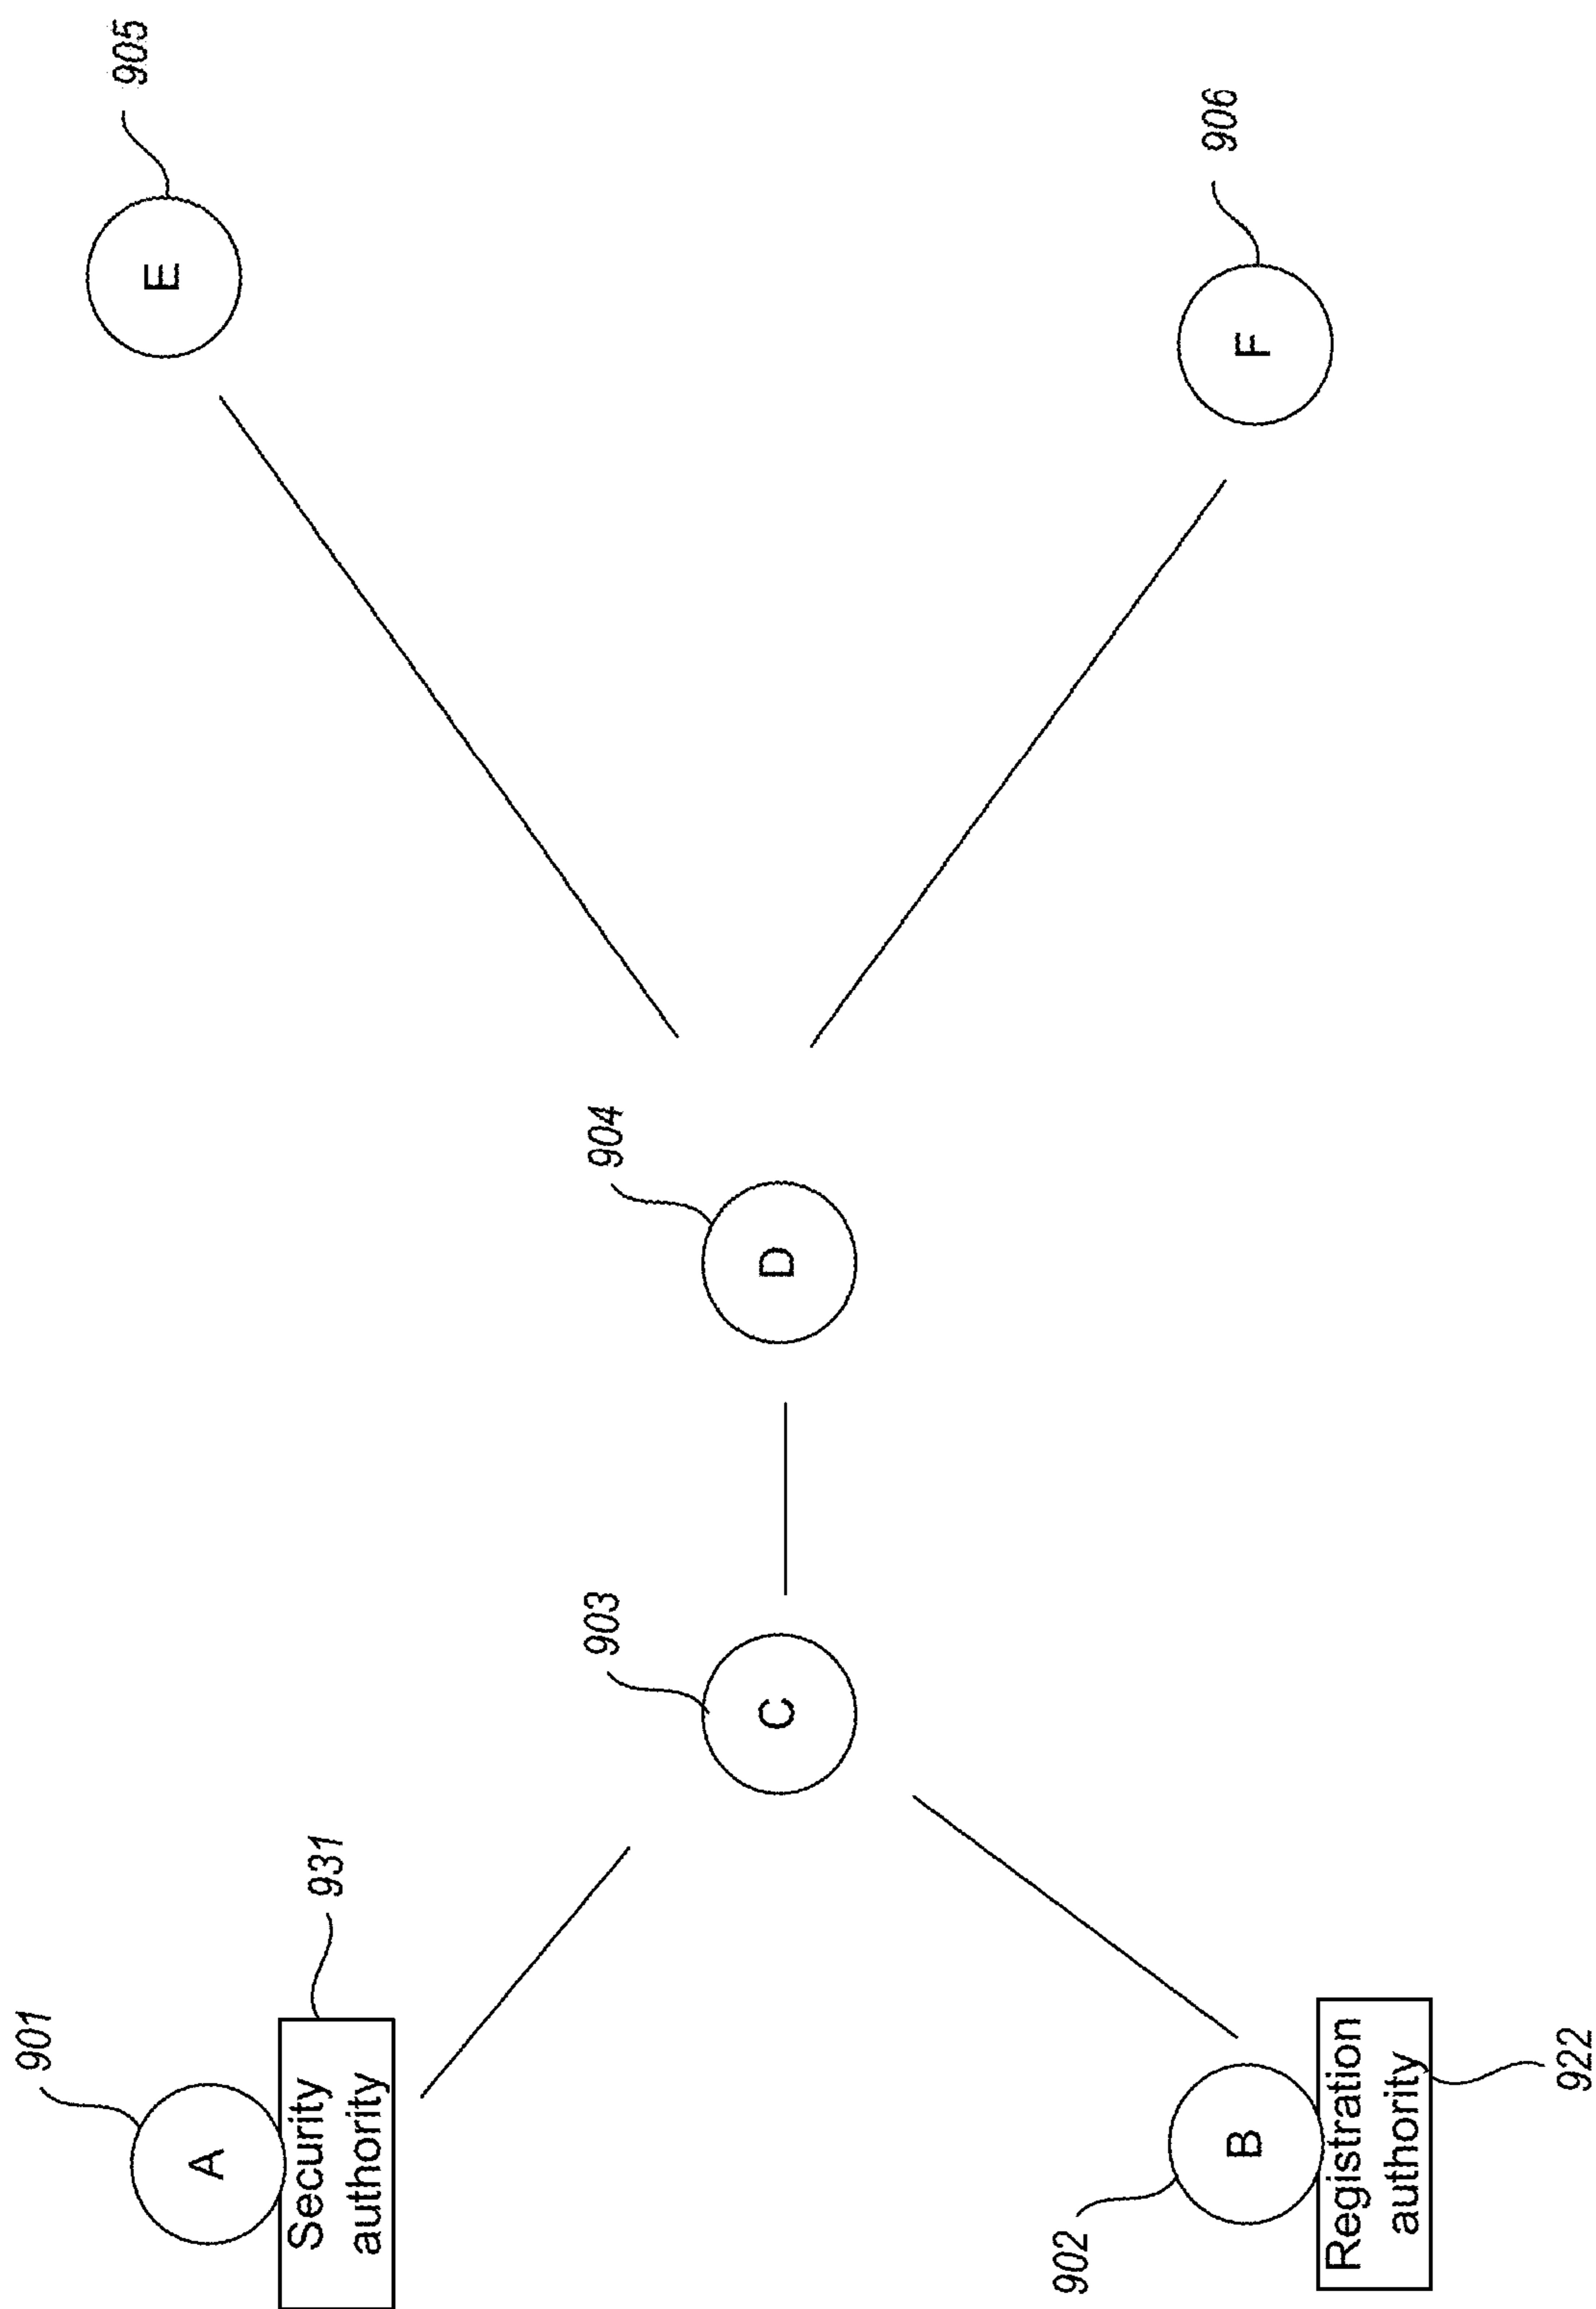 901
A
Security
authority
931
903
C
904
D
E
905
902
B
Registration
authority
922
F
906